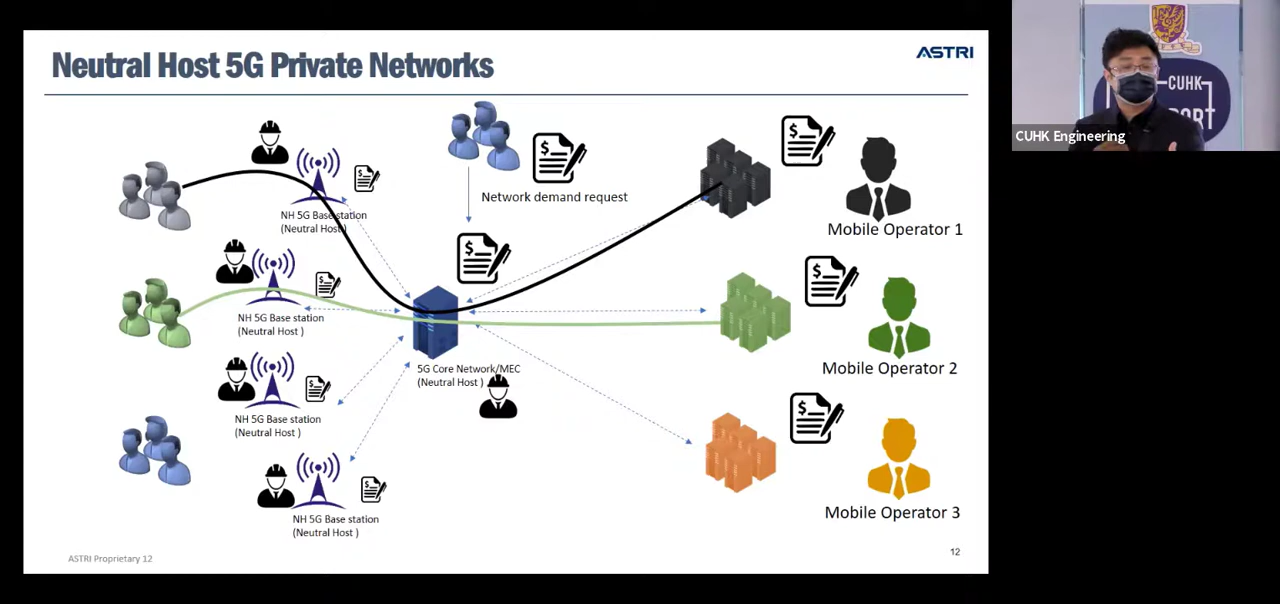 Neutral Host 5G Private Networks
ASTRI
CUHK
PORT
CUHK Engineering
Network demand request
NH 5G Base station
(Neutral Host)
Mobile Operator 1
NH 5G Base station
(Neutral Host )
5G Core Network/MEC
(Neutral Host )
Mobile Operator 2
NH 5G Base station
(Neutral Host )
Mobile Operator 3
NH 5G Base station
(Neutral Host )
ASTRI Proprietary 12
12